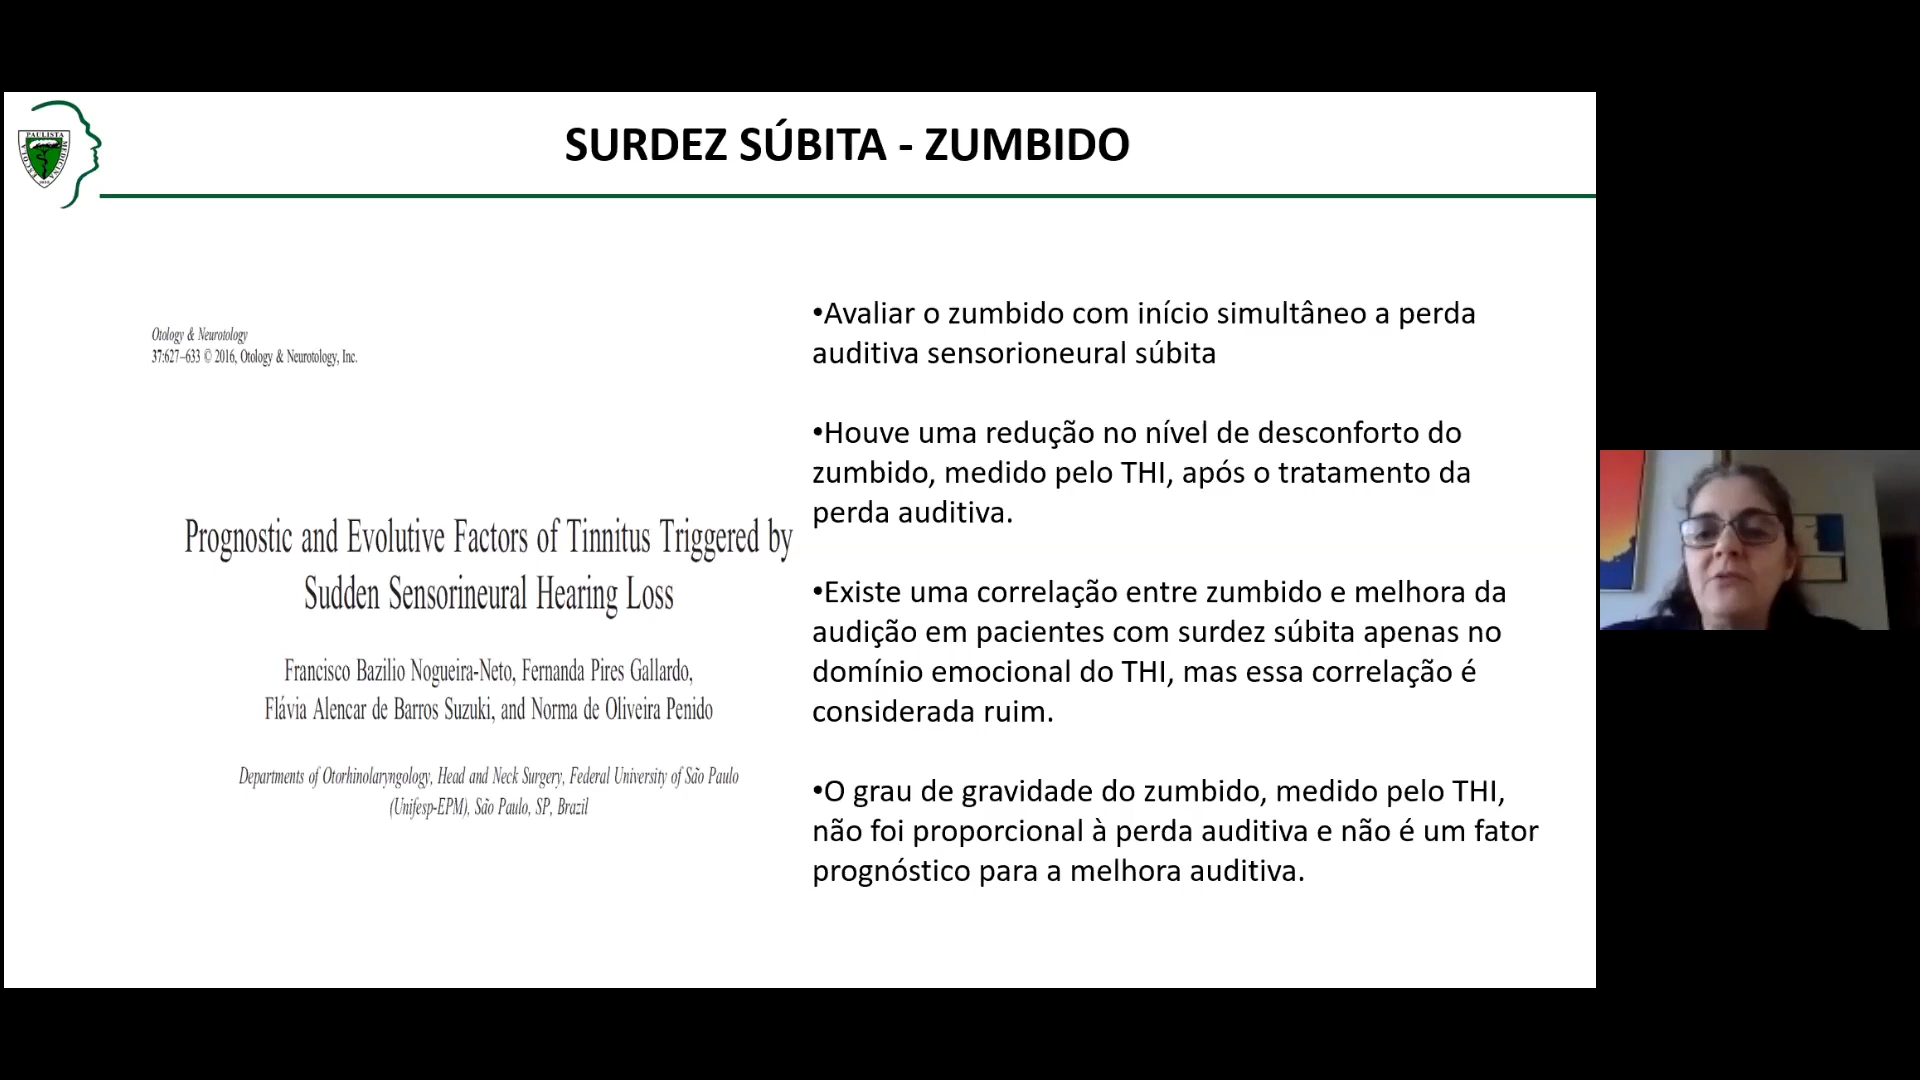 PAULISTA
MEDICINA
ESCOLA
SURDEZ SÚBITA - ZUMBIDO
Otology & Neurotology
37:627–633 © 2016, Otology & Neurotology, Inc.
Prognostic and Evolutive Factors of Tinnitus Triggered by
Sudden Sensorineural Hearing Loss
Francisco Bazilio Nogueira-Neto, Fernanda Pires Gallardo,
Flávia Alencar de Barros Suzuki, and Norma de Oliveira Penido
Departments of Otorhinolaryngology, Head and Neck Surgery, Federal University of São Paulo
(Unifesp-EPM), São Paulo, SP, Brazil
•Avaliar o zumbido com início simultâneo a perda
auditiva sensorioneural súbita
•Houve uma redução no nível de desconforto do
zumbido, medido pelo THI, após o tratamento da
perda auditiva.
•Existe uma correlação entre zumbido e melhora da
audição em pacientes com surdez súbita apenas no
domínio emocional do THI, mas essa correlação é
considerada ruim.
•O grau de gravidade do zumbido, medido pelo THI,
não foi proporcional à perda auditiva e não é um fator
prognóstico para a melhora auditiva.